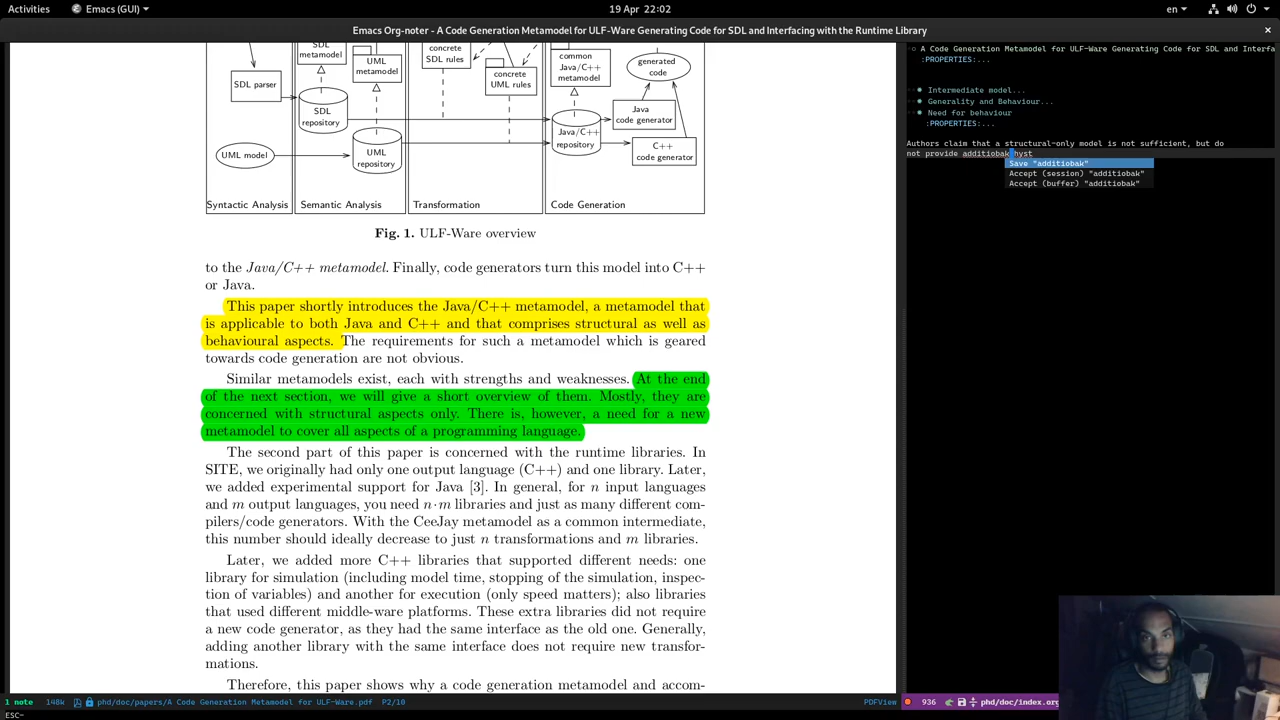 Activities
Emacs (GUI)
19 Apr 22:02
en
Emacs Org-noter - A Code Generation Metamodel for ULF-Ware Generating Code for SDL and Interfacing with the Runtime Library
SDL
metamodel
UML
metamodel
concrete
SDL rules
concrete
UML rules
common
Java/C++
metamodel
generated
code
SDL parser
SDL
repository
Java
code generator
UML model
UML
repository
Java/C++
repository
C++
code generator
Syntactic Analysis
Semantic Analysis
Transformation
Code Generation
Fig. 1. ULF-Ware overview
to the Java/C++ metamodel. Finally, code generators turn this model into C++
or Java.
This paper shortly introduces the Java/C++ metamodel, a metamodel that
is applicable to both Java and C++ and that comprises structural as well as
behavioural aspects. The requirements for such a metamodel which is geared
towards code generation are not obvious.
Similar metamodels exist, each with strengths and weaknesses. At the end
of the next section, we will give a short overview of them. Mostly, they are
concerned with structural aspects only. There is, however, a need for a new
metamodel to cover all aspects of a programming language.
The second part of this paper is concerned with the runtime libraries. In
SITE, we originally had only one output language (C++) and one library. Later,
we added experimental support for Java [3]. In general, for n input languages
and m output languages, you need n·m libraries and just as many different com-
pilers/code generators. With the CeeJay metamodel as a common intermediate,
this number should ideally decrease to just n transformations and m libraries.
Later, we added more C++ libraries that supported different needs: one
library for simulation (including model time, stopping of the simulation, inspec-
tion of variables) and another for execution (only speed matters); also libraries
that used different middle-ware platforms. These extra libraries did not require
a new code generator, as they had the same interface as the old one. Generally,
adding another library with the same interface does not require new transfor-
mations.
Therefore, this paper shows why a code generation metamodel and accom-
1 note 148k phd/doc/papers/A Code Generation Metamodel for ULF-Ware.pdf P2/10 PDFView
ESC-
A Code Generation Metamodel for ULF-Ware Generating Code for SDL and Interfa
:PROPERTIES:...
Intermediate model...
Generality and Behaviour...
Need for behaviour
:PROPERTIES:...
Authors claim that a structural-only model is not sufficient, but do
not provide additiobak hyst
Save "additiobak"
Accept (session) "additiobak"
Accept (buffer) "additiobak"
936 phd/doc/index.org